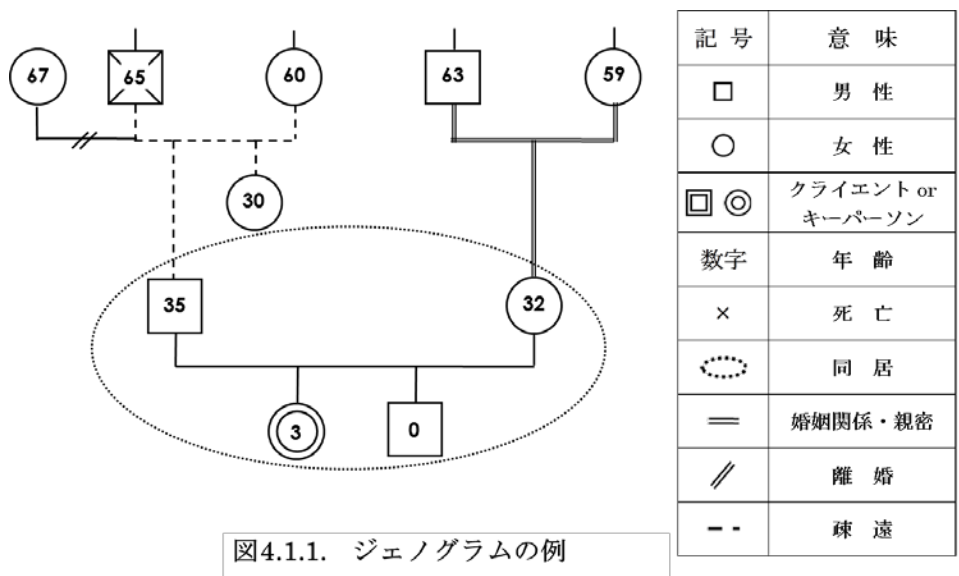 67
65
60
63
59
30
35
32
3
0
図4.1.1. ジェノグラムの例
記 号 意 味
□ 男 性
○ 女 性
クライエント or
キーパーソン
数字 年 齢
× 死 亡
同 居
婚姻関係・親密
離 婚
疎 遠